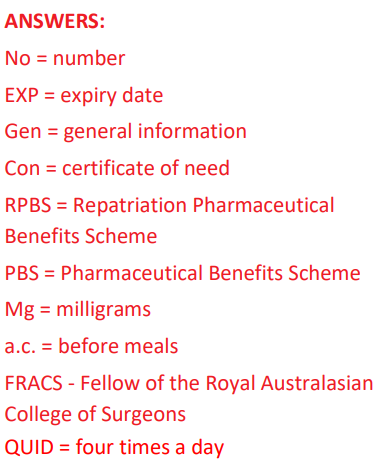 ANSWERS:
No = number
EXP = expiry date
Gen = general information
Con = certificate of need
RPBS = Repatriation Pharmaceutical
Benefits Scheme
PBS = Pharmaceutical Benefits Scheme
Mg = milligrams
a.c. = before meals
FRACS - Fellow of the Royal Australasian
College of Surgeons
QUID = four times a day